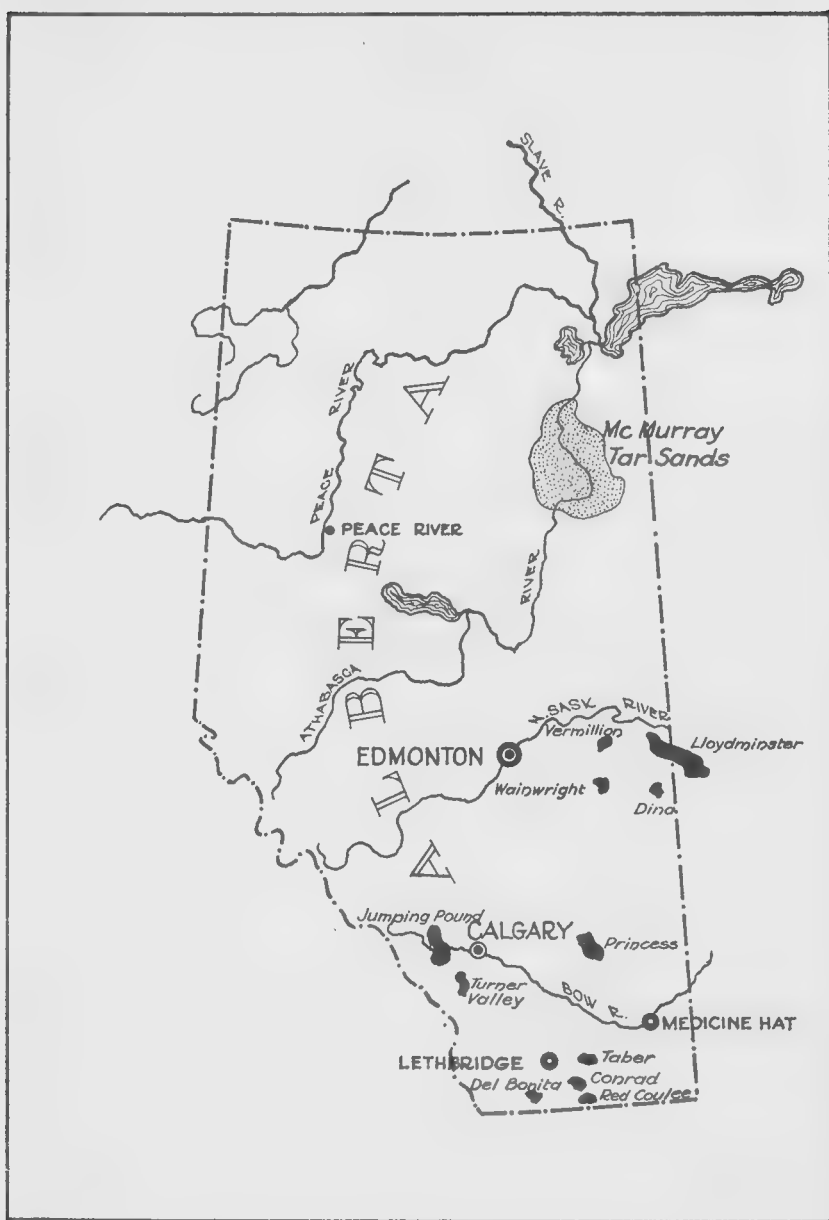 SLAVE R.
Mc Murray
Tar Sands
PEACE RIVER
PEACE RIVER
ALBERTA
RIVER
ATHABASCA
N. SASK RIVER
EDMONTON
Vermillion
Lloydminster
Wainwright
Dina
Jumping Pound
CALGARY
Princess
Turner
Valley
BOW R.
MEDICINE HAT
LETHBRIDGE
Taber
Del Bonita
Conrad
Red Coulee